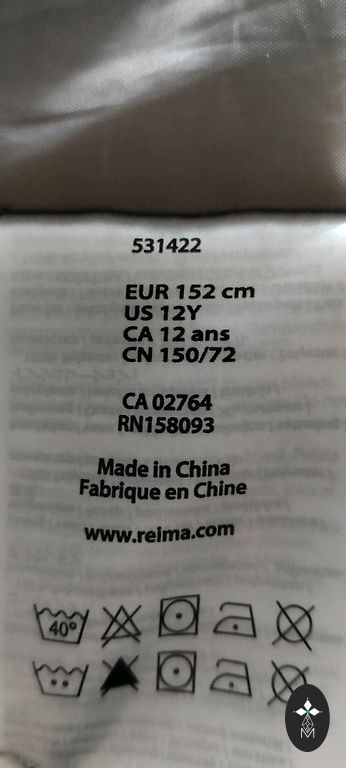 531422
EUR 152 cm
US 12Y
CA 12 ans
CN 150/72
CA 02764
RN158093
Made in China
Fabrique en Chine
www.reima.com
40°